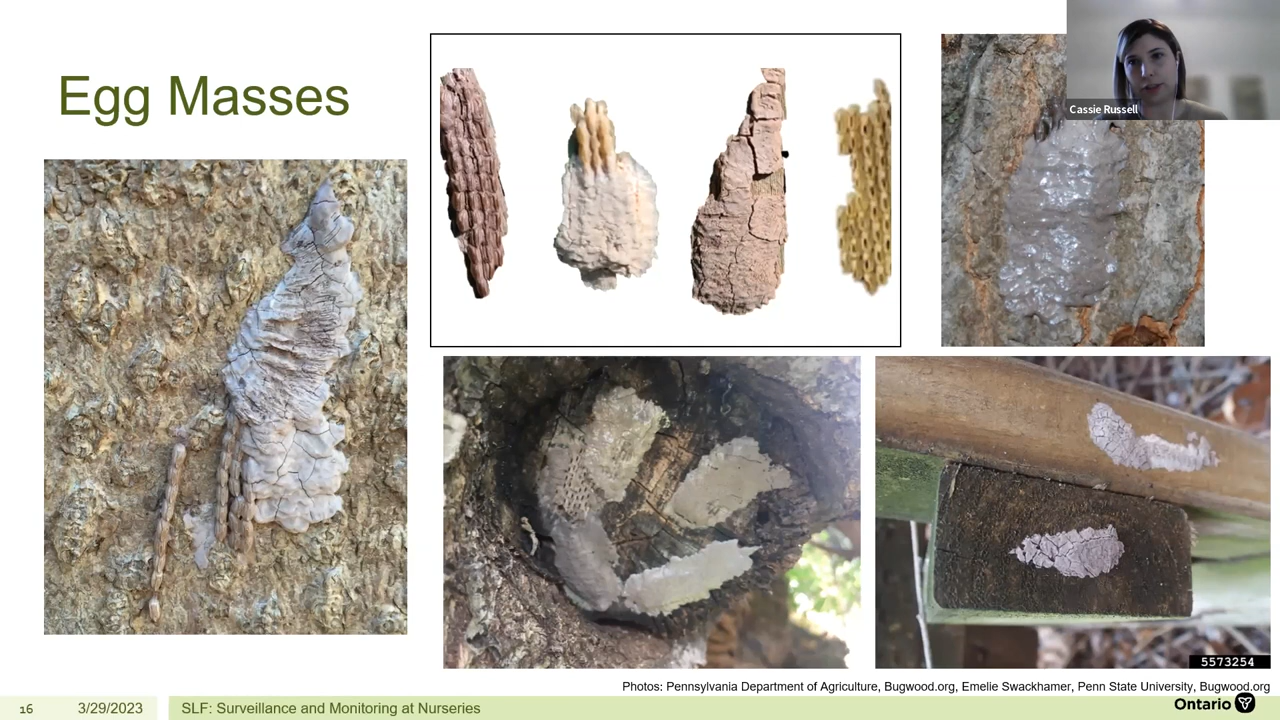 Egg Masses
Cassie Russell
5573254
Photos: Pennsylvania Department of Agriculture, Bugwood.org, Emelie Swackhamer, Penn State University, Bugwood.org
16
3/29/2023
SLF: Surveillance and Monitoring at Nurseries
Ontario